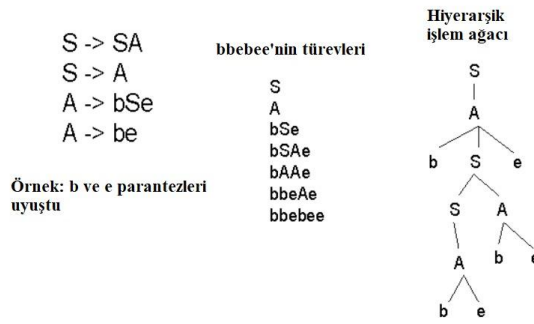 S -> SA
S -> A
A -> bSe
A -> be
Örnek: b ve e parantezleri
uyuştu
bbebee'nin türevleri
S
A
bSe
bSAe
bAAe
bbeAe
bbebee
Hiyerarşik
işlem ağacı
S
A
b S e
S A
b e
A
b e